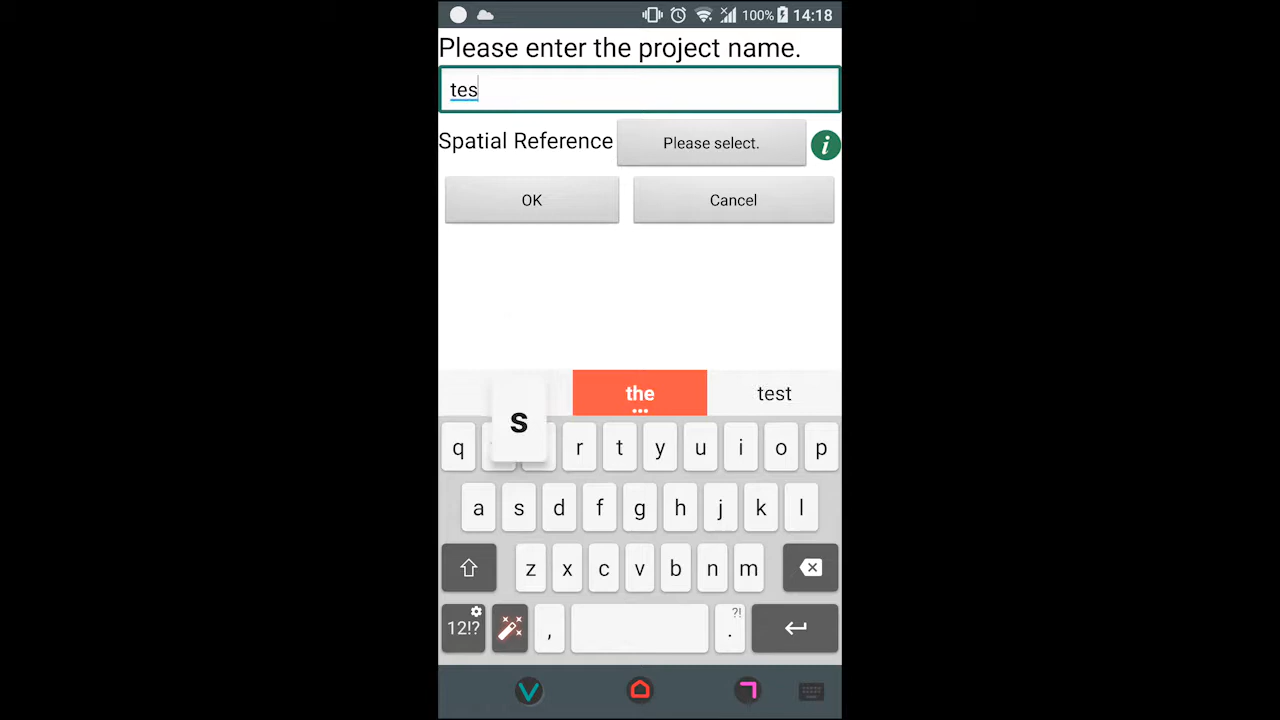 100% 14:18
Please enter the project name.
tes
Spatial Reference Please select. i
OK Cancel
the test
s
q r t y u i o p
a s d f g h j k l
z x c v b n m
12!? , . ?!